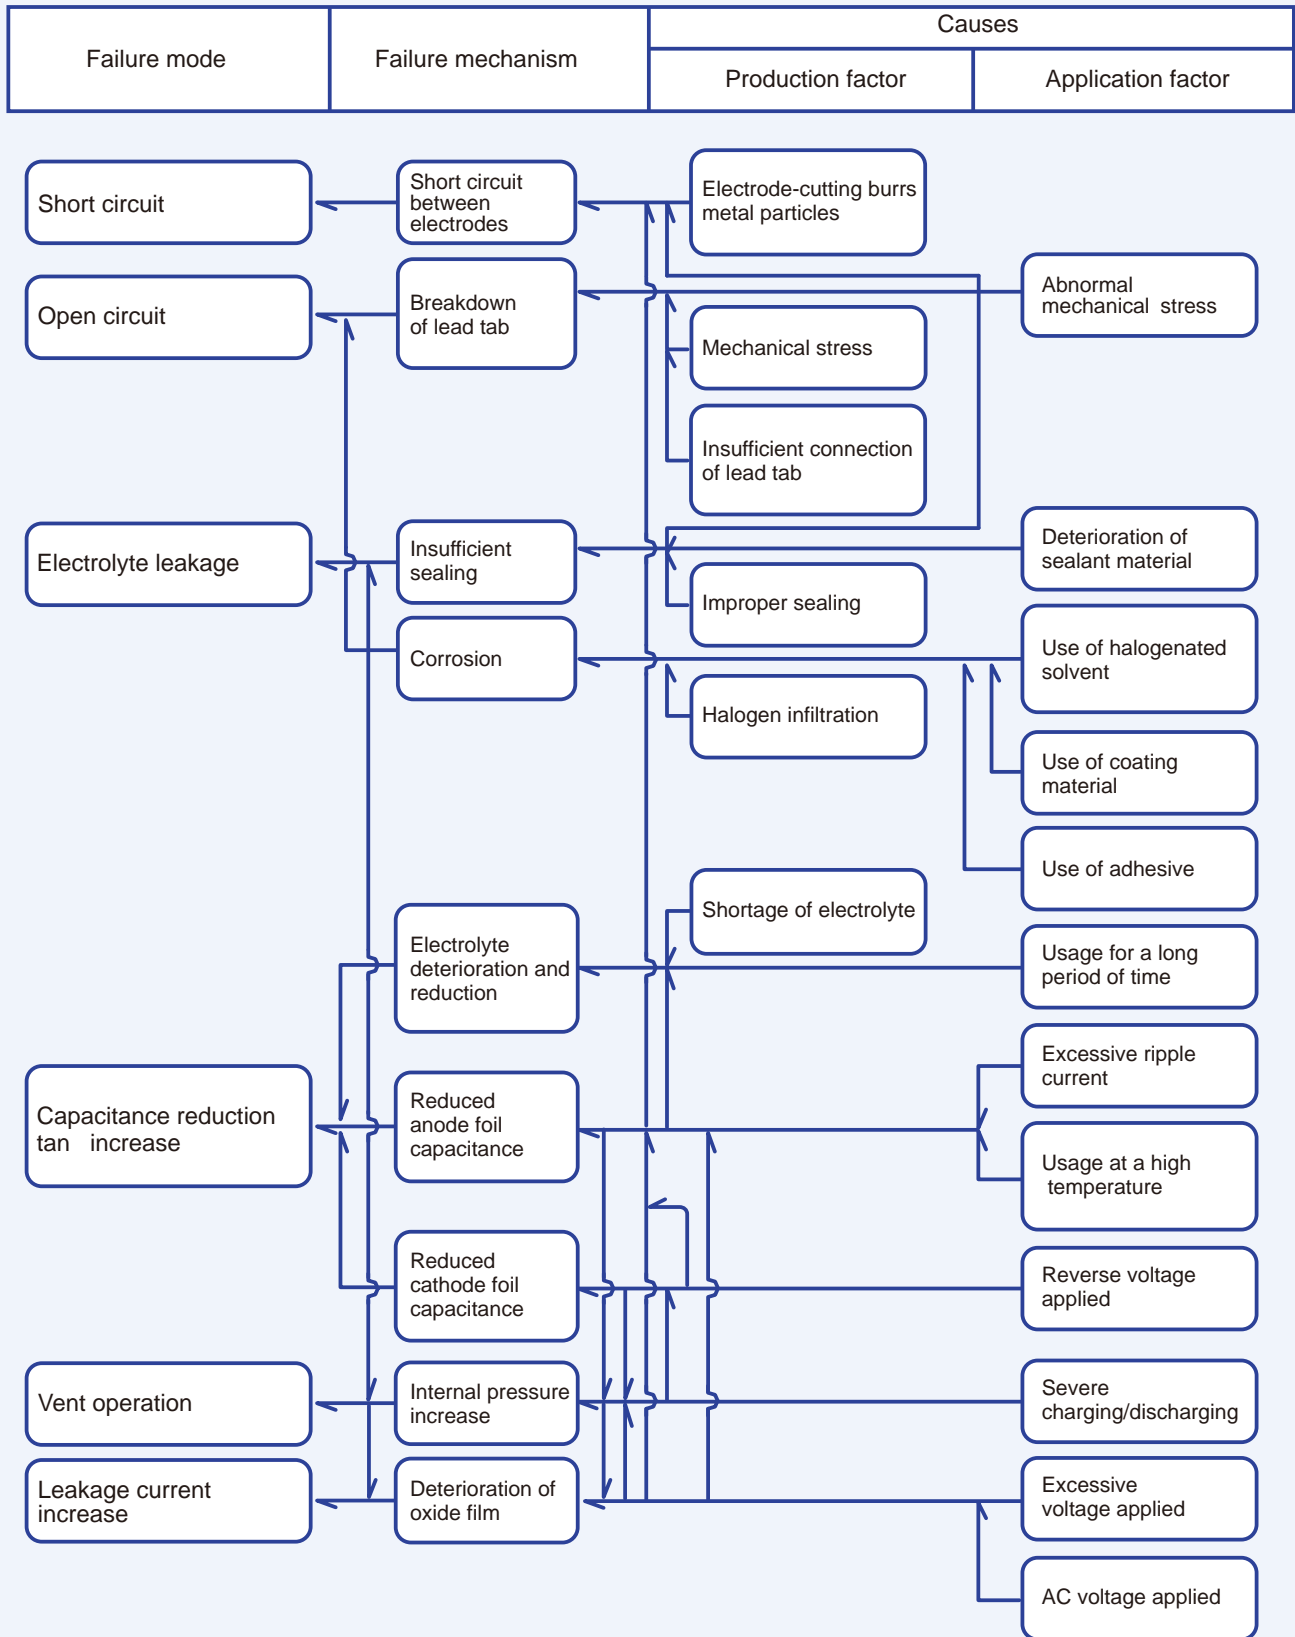 Failure mode
Failure mechanism
Causes
Production factor
Application factor
Short circuit
Short circuit
between
electrodes
Electrode-cutting burrs
metal particles
Open circuit
Breakdown
of lead tab
Abnormal
mechanical stress
Mechanical stress
Insufficient connection
of lead tab
Electrolyte leakage
Insufficient
sealing
Deterioration of
sealant material
Improper sealing
Corrosion
Use of halogenated
solvent
Halogen infiltration
Use of coating
material
Use of adhesive
Shortage of electrolyte
Electrolyte
deterioration and
reduction
Usage for a long
period of time
Excessive ripple
current
Capacitance reduction
tan increase
Reduced
anode foil
capacitance
Usage at a high
temperature
Reduced
cathode foil
capacitance
Reverse voltage
applied
Vent operation
Internal pressure
increase
Severe
charging/discharging
Leakage current
increase
Deterioration of
oxide film
Excessive
voltage applied
AC voltage applied